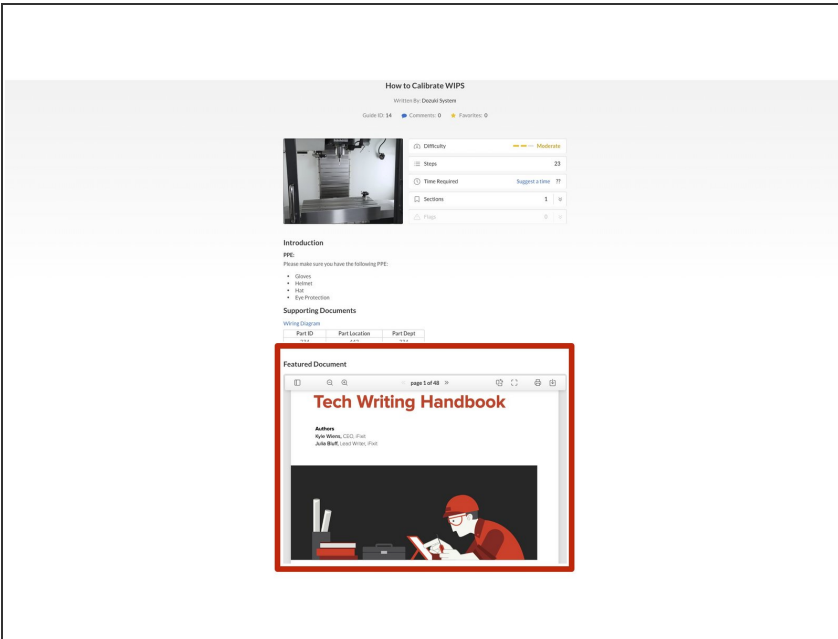 How to Calibrate WIPS
Written By: Dozuki System
Guide ID: 14 Comments: 0 Favorites: 0
Difficulty Moderate
Steps 23
Time Required Suggest a time ??
Sections 1
Flags 0
Introduction
PPE:
Please make sure you have the following PPE:
Gloves
Helmet
Hat
Eye Protection
Supporting Documents
Wiring Diagram
Part ID Part Location Part Dept
Featured Document
page 1 of 48
Tech Writing Handbook
Authors
Kyle Wiens, CEO, iFixit
Julia Bluff, Lead Writer, iFixit